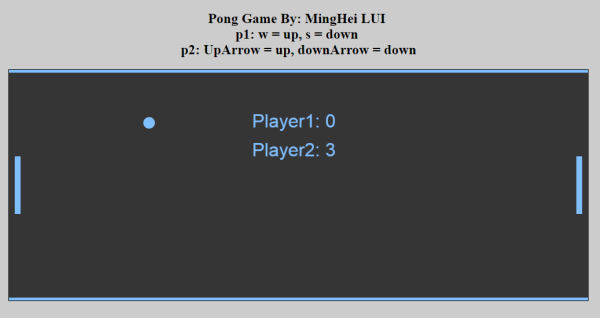 Pong Game By: MingHei LUI
p1: w = up, s = down
p2: UpArrow = up, downArrow = down
Player1: 0
Player2: 3